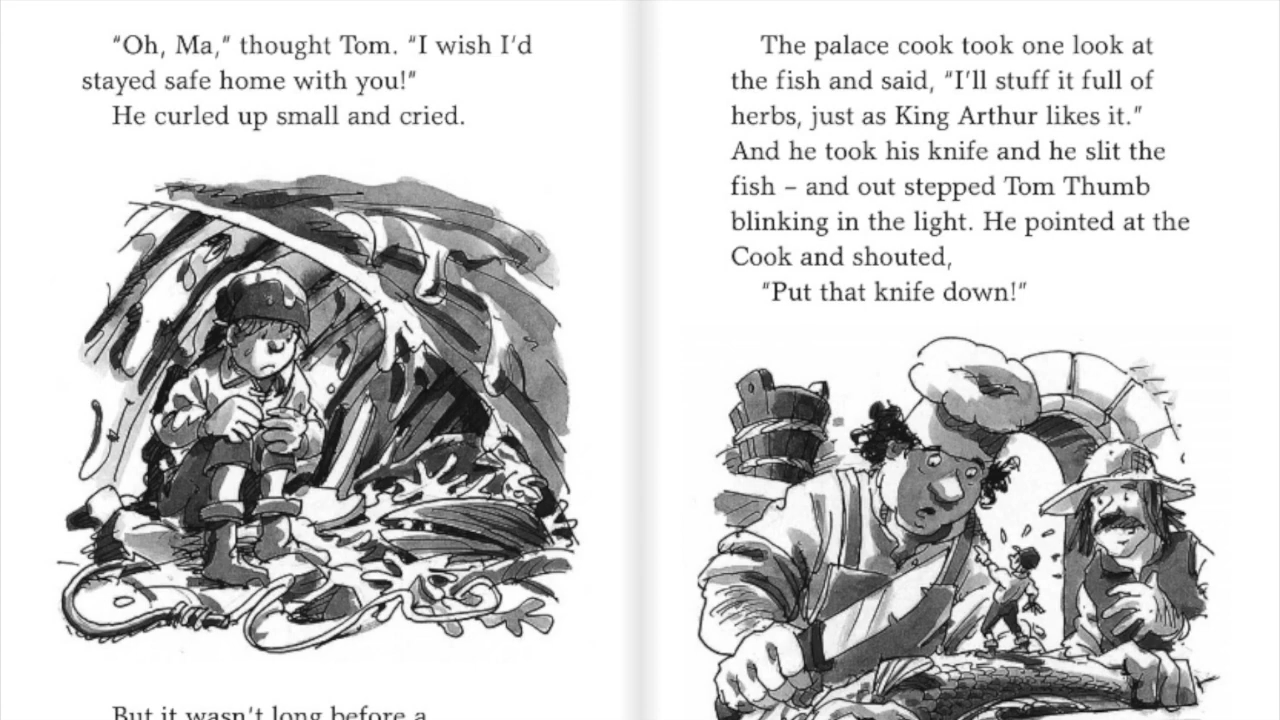 “Oh, Ma,” thought Tom. “I wish I’d
stayed safe home with you!”
He curled up small and cried.
But it wasn’t long before a
The palace cook took one look at
the fish and said, “I’ll stuff it full of
herbs, just as King Arthur likes it.”
And he took his knife and he slit the
fish – and out stepped Tom Thumb
blinking in the light. He pointed at the
Cook and shouted,
“Put that knife down!”